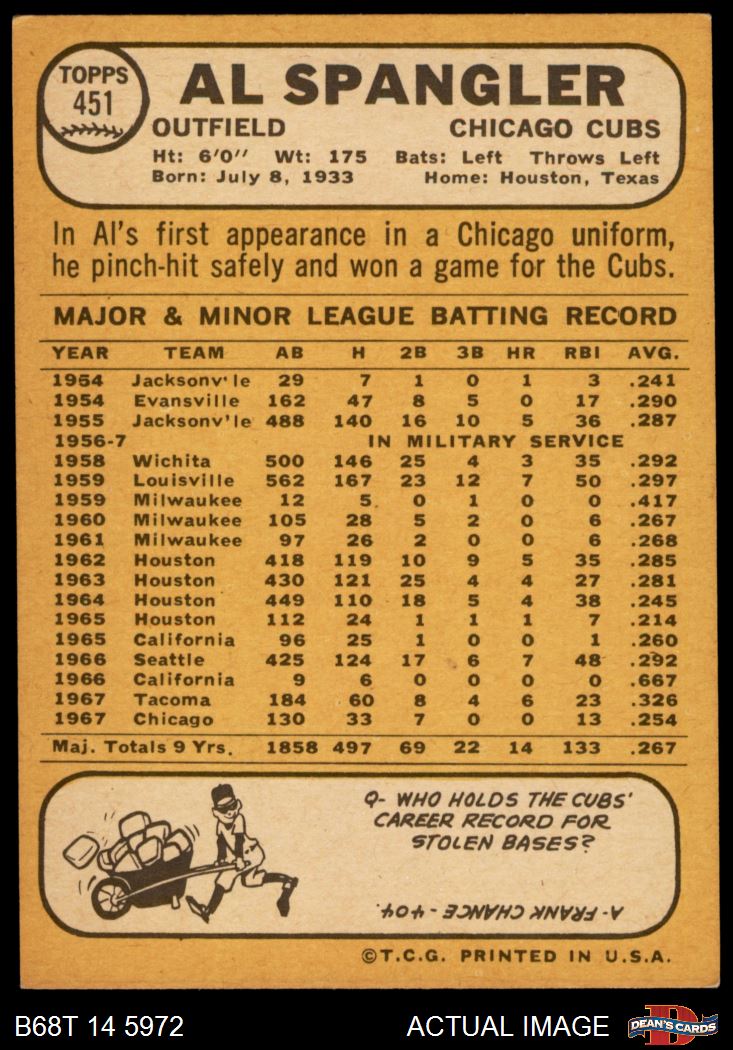 TOPPS
451
AL SPANGLER
OUTFIELD CHICAGO CUBS
Ht: 6'0'' Wt: 175 Bats: Left Throws Left
Born: July 8, 1933 Home: Houston, Texas
In Al's first appearance in a Chicago uniform,
he pinch-hit safely and won a game for the Cubs.
MAJOR & MINOR LEAGUE BATTING RECORD
YEAR TEAM AB H 2B 3B HR RBI AVG.
1954 Jacksonv'le 29 7 1 0 1 3 .241
1954 Evansville 162 47 8 5 0 17 .290
1955 Jacksonv'le 488 140 16 10 5 36 .287
1956-7 IN MILITARY SERVICE
1958 Wichita 500 146 25 4 3 35 .292
1959 Louisville 562 167 23 12 7 50 .297
1959 Milwaukee 12 5 0 1 0 0 .417
1960 Milwaukee 105 28 5 2 0 6 .267
1961 Milwaukee 97 26 2 0 0 6 .268
1962 Houston 418 119 10 9 5 35 .285
1963 Houston 430 121 25 4 4 27 .281
1964 Houston 449 110 18 5 4 38 .245
1965 Houston 112 24 1 1 1 7 .214
1965 California 96 25 1 0 0 1 .260
1966 Seattle 425 124 17 6 7 48 .292
1966 California 9 6 0 0 0 0 .667
1967 Tacoma 184 60 8 4 6 23 .326
1967 Chicago 130 33 7 0 0 13 .254
Maj. Totals 9 Yrs. 1858 497 69 22 14 133 .267
Q- WHO HOLDS THE CUBS'
CAREER RECORD FOR
STOLEN BASES?
A- FRANK CHANCE - 404.
©T.C.G. PRINTED IN U.S.A.
B68T 14 5972 ACTUAL IMAGE DEAN'S CARDS